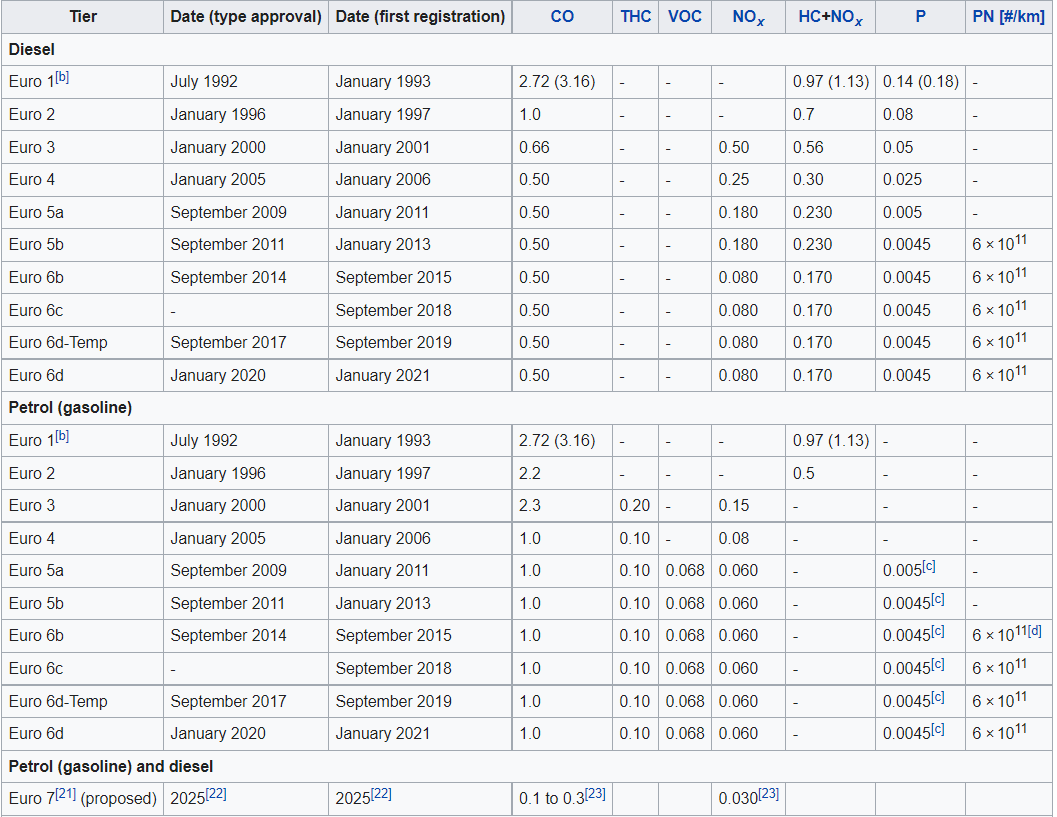 Tier Date (type approval) Date (first registration) CO THC VOC NOx HC+NOx P PN [#/km]
Diesel
Euro 1[b] July 1992 January 1993 2.72 (3.16) - - - 0.97 (1.13) 0.14 (0.18) -
Euro 2 January 1996 January 1997 1.0 - - - 0.7 0.08 -
Euro 3 January 2000 January 2001 0.66 - - 0.50 0.56 0.05 -
Euro 4 January 2005 January 2006 0.50 - - 0.25 0.30 0.025 -
Euro 5a September 2009 January 2011 0.50 - - 0.180 0.230 0.005 -
Euro 5b September 2011 January 2013 0.50 - - 0.180 0.230 0.0045 6 × 10¹¹
Euro 6b September 2014 September 2015 0.50 - - 0.080 0.170 0.0045 6 × 10¹¹
Euro 6c - September 2018 0.50 - - 0.080 0.170 0.0045 6 × 10¹¹
Euro 6d-Temp September 2017 September 2019 0.50 - - 0.080 0.170 0.0045 6 × 10¹¹
Euro 6d January 2020 January 2021 0.50 - - 0.080 0.170 0.0045 6 × 10¹¹
Petrol (gasoline)
Euro 1[b] July 1992 January 1993 2.72 (3.16) - - - 0.97 (1.13) - -
Euro 2 January 1996 January 1997 2.2 - - - 0.5 - -
Euro 3 January 2000 January 2001 2.3 0.20 - 0.15 - - -
Euro 4 January 2005 January 2006 1.0 0.10 - 0.08 - - -
Euro 5a September 2009 January 2011 1.0 0.10 0.068 0.060 - 0.005[c] -
Euro 5b September 2011 January 2013 1.0 0.10 0.068 0.060 - 0.0045[c] -
Euro 6b September 2014 September 2015 1.0 0.10 0.068 0.060 - 0.0045[c] 6 × 10¹¹[d]
Euro 6c - September 2018 1.0 0.10 0.068 0.060 - 0.0045[c] 6 × 10¹¹
Euro 6d-Temp September 2017 September 2019 1.0 0.10 0.068 0.060 - 0.0045[c] 6 × 10¹¹
Euro 6d January 2020 January 2021 1.0 0.10 0.068 0.060 - 0.0045[c] 6 × 10¹¹
Petrol (gasoline) and diesel
Euro 7[21] (proposed) 2025[22] 2025[22] 0.1 to 0.3[23] 0.030[23]